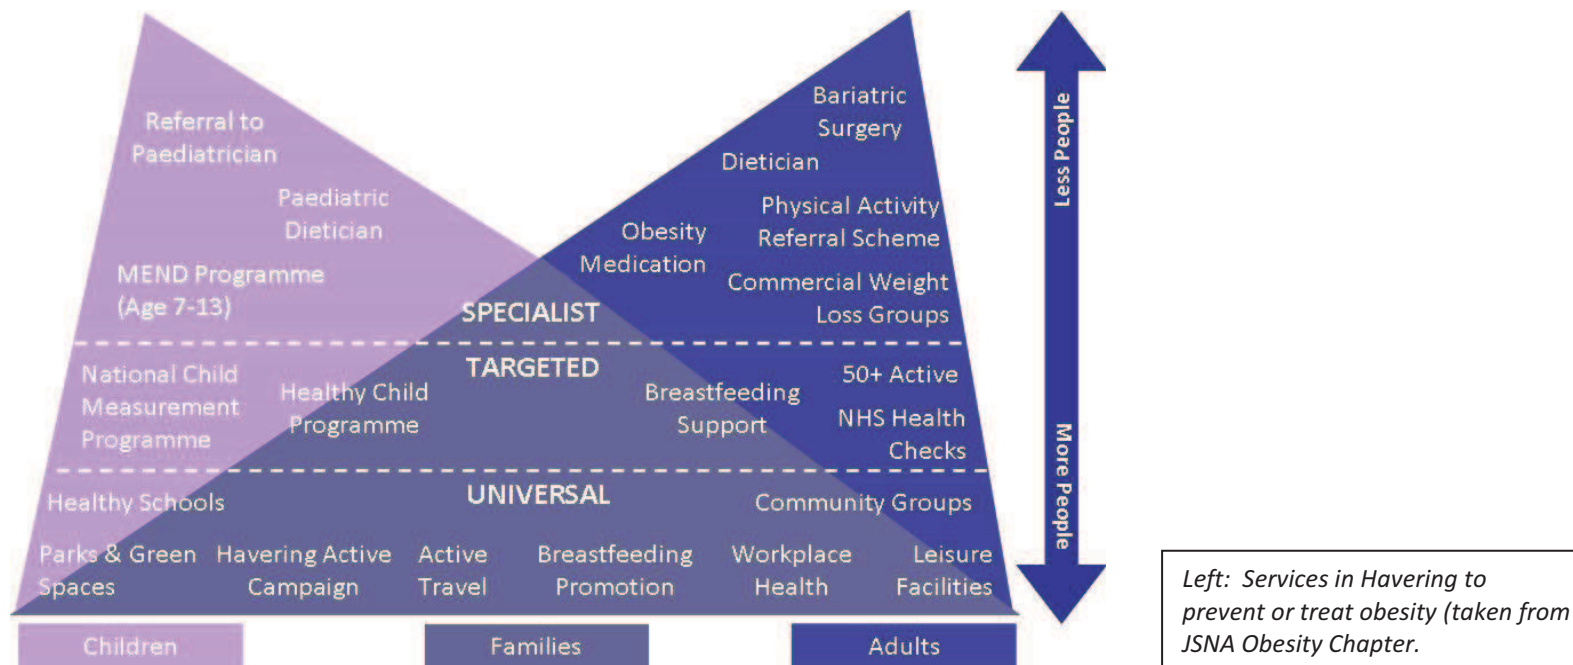 Referral to
Paediatrician
Paediatric
Dietician
MEND Programme
(Age 7-13)
Bariatric
Surgery
Dietician
Physical Activity
Referral Scheme
Obesity
Medication
Commercial Weight
Loss Groups
SPECIALIST
TARGETED
National Child
Measurement
Programme
Healthy Child
Programme
Breastfeeding
Support
50+ Active
NHS Health
Checks
UNIVERSAL
Healthy Schools
Community Groups
Parks & Green
Spaces
Havering Active
Campaign
Active
Travel
Breastfeeding
Promotion
Workplace
Health
Leisure
Facilities
Children
Families
Adults
Less People
More People
Left: Services in Havering to
prevent or treat obesity (taken from
JSNA Obesity Chapter.